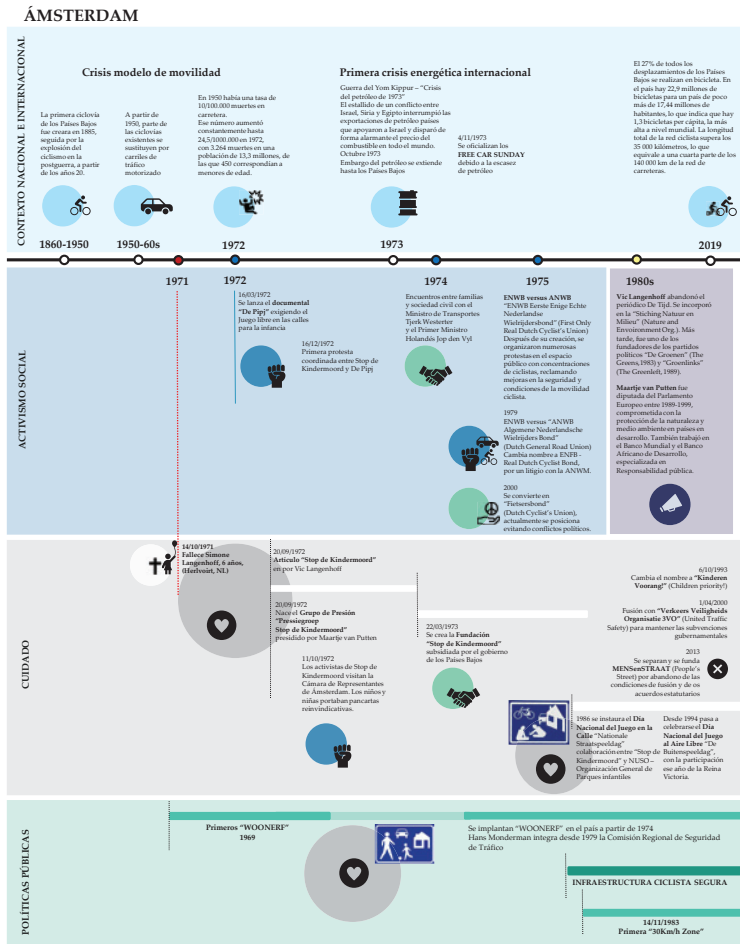 ÁMSTERDAM
CONTEXTO NACIONAL E INTERNACIONAL
Crisis modelo de movilidad
Primera crisis energética internacional
La primera ciclovía
de los Países Bajos
fue creara en 1885,
seguida por la
explosión del
ciclismo en la
postguerra, a partir
de los años 20.
A partir de
1950, parte de
las ciclovías
existentes se
sustituyen por
carriles de
tráfico
motorizado
En 1950 había una tasa de
10/100.000 muertes en
carretera.
Ese número aumentó
constantemente hasta
24,5/1000.000 en 1972,
con 3.264 muertes en una
población de 13,3 millones, de
las que 450 correspondían a
menores de edad.
Guerra del Yom Kippur – "Crisis
del petróleo de 1973"
El estallido de un conflicto entre
Israel, Siria y Egipto interrumpió las
exportaciones de petróleo países
que apoyaron a Israel y disparó de
forma alarmante el precio del
combustible en todo el mundo.
Octubre 1973
Embargo del petróleo se extiende
hasta los Países Bajos
4/11/1973
Se oficializan los
FREE CAR SUNDAY
debido a la escasez
de petróleo
El 27% de todos los
desplazamientos de los Países
Bajos se realizan en bicicleta. En
el país hay 22,9 millones de
bicicletas para un país de poco
más de 17,44 millones de
habitantes, lo que indica que hay
1,3 bicicletas per cápita, la más
alta a nivel mundial. La longitud
total de la red ciclista supera los
35 000 kilómetros, lo que
equivale a una cuarta parte de los
140 000 km de la red de
carreteras.
1860-1950
1950-60s
1972
1973
2019
ACTIVISMO SOCIAL
1971
1972
1974
1975
1980s
16/03/1972
Se lanza el documental
"De Pipj" exigiendo el
Juego libre en las calles
para la infancia
16/12/1972
Primera protesta
coordinada entre Stop de
Kindermoord y De Pipj
Encuentros entre familias
y sociedad civil con el
Ministro de Transportes
Tjerk Westerter
y el Primer Ministro
Holandés Jop den Vyl
ENWB versus ANWB
"ENWB Eerste Enige Echte
Nederlandse
Wielrijdersbond" (First Only
Real Dutch Cyclist's Union)
Después de su creación, se
organizaron numerosas
protestas en el espacio
público con concentraciones
de ciclistas, reclamando
mejoras en la seguridad y
condiciones de la movilidad
ciclista.
1979
ENWB versus "ANWB
Algemene Nederlandsche
Wielrijders Bond"
(Dutch General Road Union)
Cambia nombre a ENFB -
Real Dutch Cyclist Bond,
por un litigio con la ANWM.
2000
Se convierte en
"Fietsersbond"
(Dutch Cyclist's Union),
actualmente se posiciona
evitando conflictos políticos.
Vic Langenhoff abandonó el
periódico De Tijd. Se incorporó
en la "Stiching Natuur en
Milieu" (Nature and
Envoironment Org.). Más
tarde, fue uno de los
fundadores de los partidos
políticos "De Groenen" (The
Greens,1983) y "Groenlinks"
(The Greenleft, 1989).
Maartje van Putten fue
diputada del Parlamento
Europeo entre 1989-1999,
comprometida con la
protección de la naturaleza y
medio ambiente en países en
desarrollo. También trabajó en
el Banco Mundial y el Banco
Africano de Desarrollo,
especializada en
Responsabilidad pública.
CUIDADO
14/10/1971
Fallece Simone
Langenhoff, 6 años,
(Herlvoirt, NL)
20/09/1972
Artículo "Stop de Kindermoord"
en por Vic Langenhoff
20/09/1972
Nace el Grupo de Presión
"Pressiegroep
Stop de Kindermoord"
presidido por Maartje van Putten
11/10/1972
Los activistas de Stop de
Kindermoord visitan la
Cámara de Representantes
de Ámsterdam. Los niños y
niñas portaban pancartas
reinvindicativas.
22/03/1973
Se crea la Fundación
"Stop de Kindermoord"
subsidiada por el gobierno
de los Países Bajos
6/10/1993
Cambia el nombre a "Kinderen
Voorang!" (Children priority!)
1/04/2000
Fusión con "Verkeers Veiligheids
Organisatie 3VO" (United Traffic
Safety) para mantener las subvenciones
gubernamentales
2013
Se separan y se funda
MENSenSTRAAT (People's
Street) por abandono de las
condiciones de fusión y de os
acuerdos estatutarios
1986 se instaura el Día
Nacional del Juego en la
Calle "Nationale
Straatspeeldag"
colaboración entre "Stop de
Kindermoord" y NUSO –
Organización General de
Parques infantiles
Desde 1994 pasa a
celebrarse el Día
Nacional del Juego
al Aire Libre "De
Buitenspeeldag",
con la participación
ese año de la Reina
Victoria.
POLÍTICAS PÚBLICAS
Primeros "WOONERF"
1969
Se implantan "WOONERF" en el país a partir de 1974
Hans Monderman integra desde 1979 la Comisión Regional de Seguridad
de Tráfico
INFRAESTRUCTURA CICLISTA SEGURA
14/11/1983
Primera "30Km/h Zone"